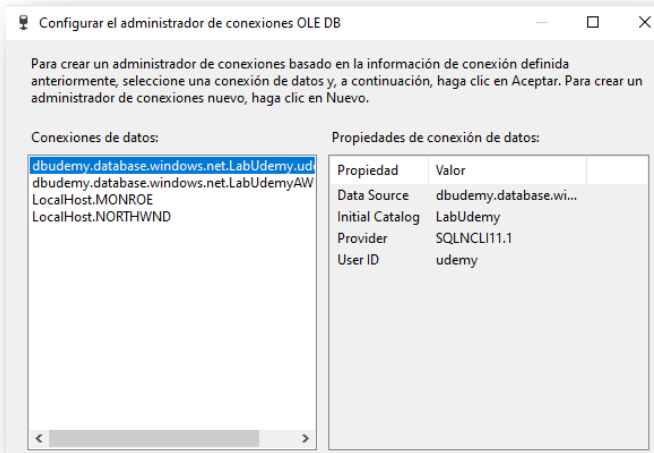 Configurar el administrador de conexiones OLE DB
Para crear un administrador de conexiones basado en la información de conexión definida
anteriormente, seleccione una conexión de datos y, a continuación, haga clic en Aceptar. Para crear un
administrador de conexiones nuevo, haga clic en Nuevo.
Conexiones de datos:
dbudemy.database.windows.net.LabUdemy.ud
dbudemy.database.windows.net.LabUdemyAW
LocalHost.MONROE
LocalHost.NORTHWND
Propiedades de conexión de datos:
Propiedad Valor
Data Source dbudemy.database.wi...
Initial Catalog LabUdemy
Provider SQLNCLI11.1
User ID udemy